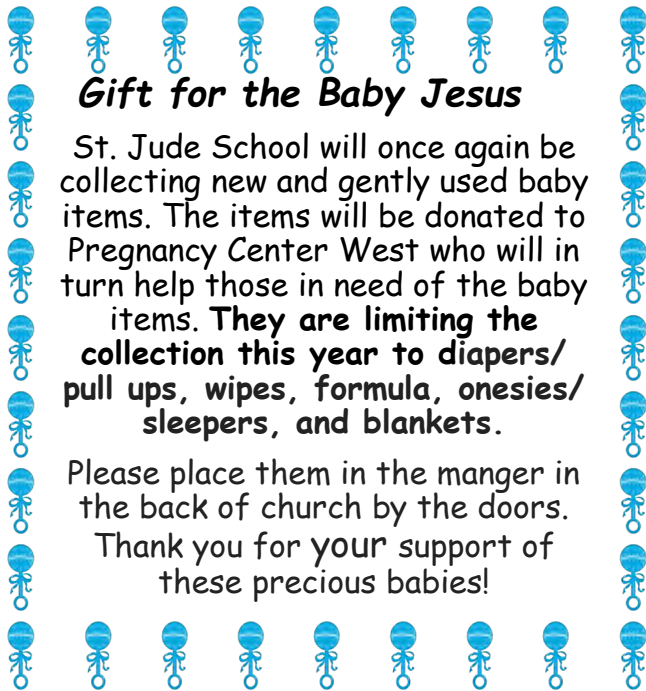 Gift for the Baby Jesus
St. Jude School will once again be
collecting new and gently used baby
items. The items will be donated to
Pregnancy Center West who will in
turn help those in need of the baby
items. They are limiting the
collection this year to diapers/
pull ups, wipes, formula, onesies/
sleepers, and blankets.
Please place them in the manger in
the back of church by the doors.
Thank you for your support of
these precious babies!